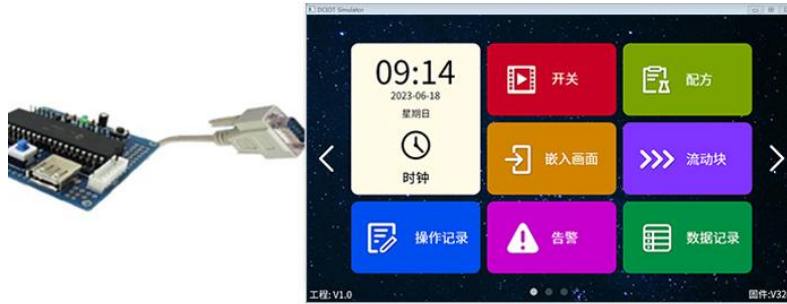 DCIOT Simulator
09:14
2023-06-18
星期日
时钟
开关
配方
嵌入画面
流动块
操作记录
告警
数据记录
工程: V1.0
固件:V32